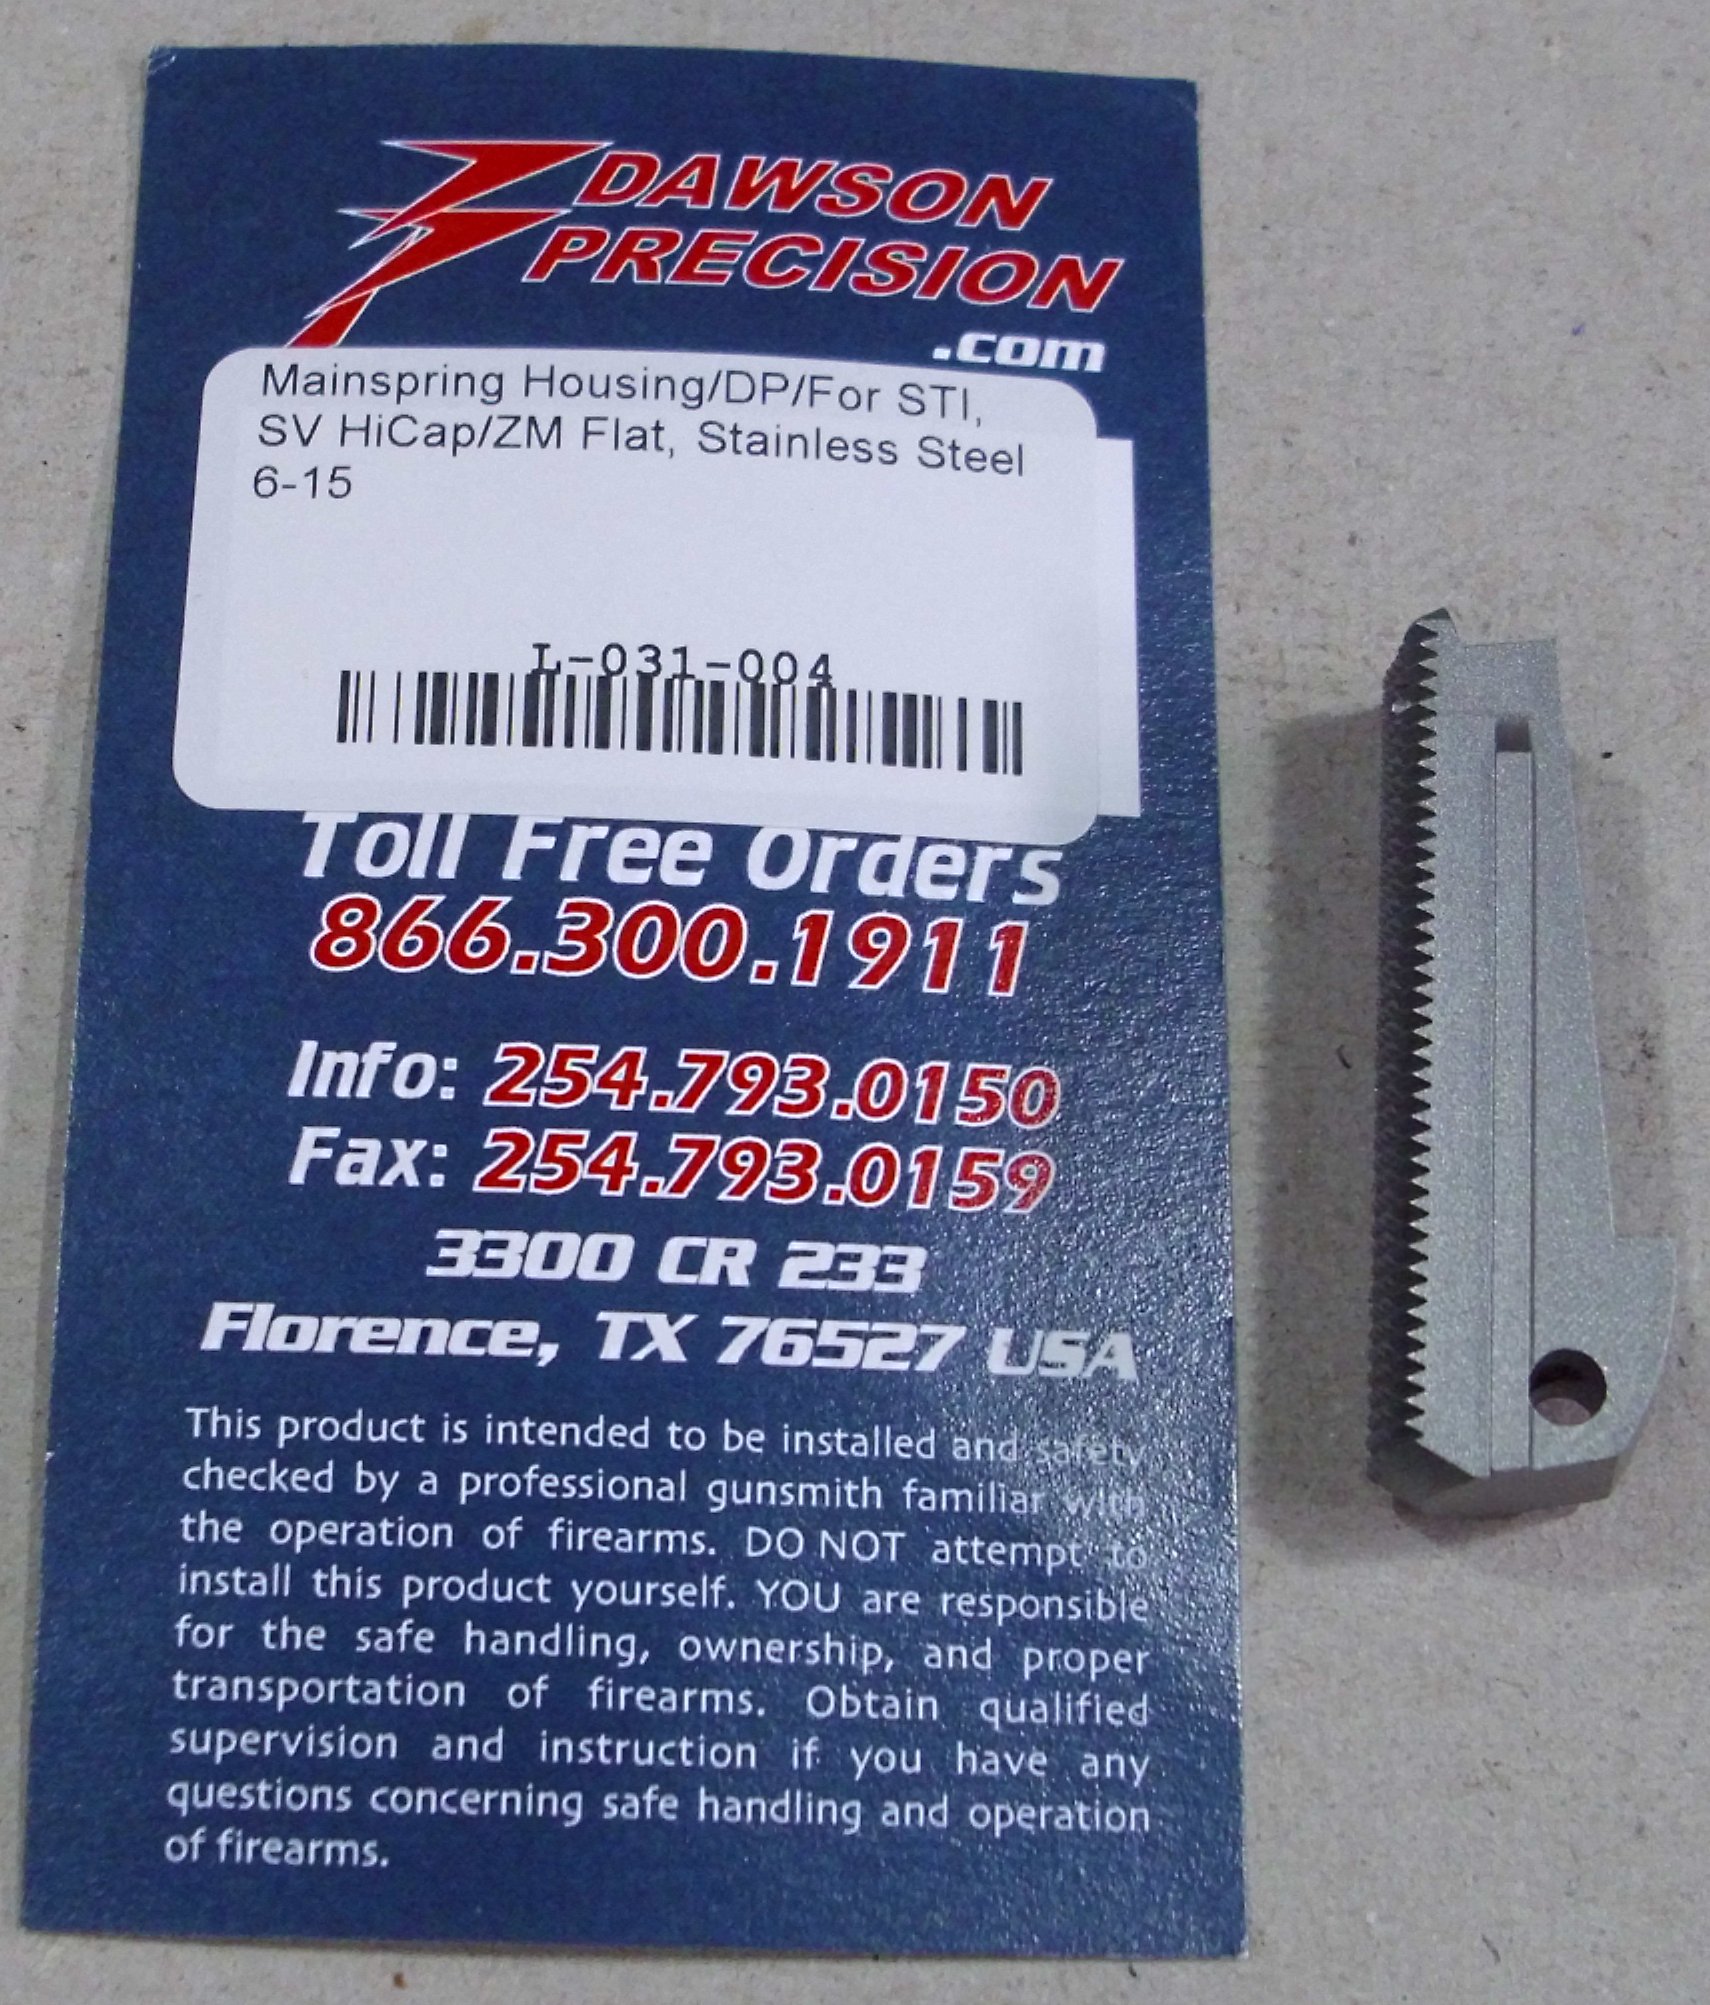 DAWSON
PRECISION
.com
Mainspring Housing/DP/For STI,
SV HiCap/ZM Flat, Stainless Steel
6-15
L-031-004
Toll Free Orders
866.300.1911
Info: 254.793.0150
Fax: 254.793.0159
3300 CR 233
Florence, TX 76527 USA
This product is intended to be installed and safety
checked by a professional gunsmith familiar with
the operation of firearms. DO NOT attempt to
install this product yourself. YOU are responsible
for the safe handling, ownership, and proper
transportation of firearms. Obtain qualified
supervision and instruction if you have any
questions concerning safe handling and operation
of firearms.